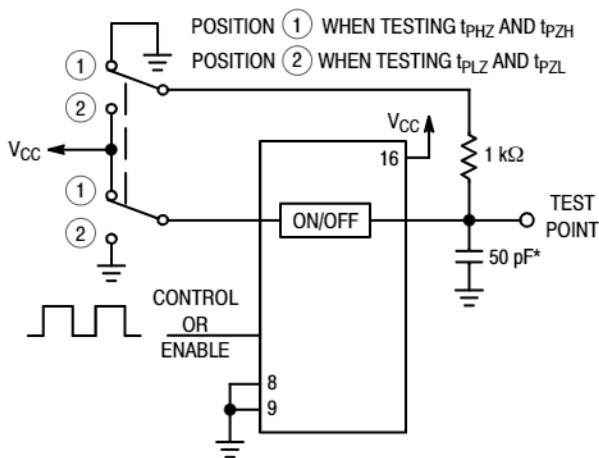 POSITION 1 WHEN TESTING tPHZ AND tPZH
POSITION 2 WHEN TESTING tPLZ AND tPZL
1
2
VCC
1
2
VCC
16
1 kΩ
ON/OFF
TEST
POINT
50 pF*
CONTROL
OR
ENABLE
8
9